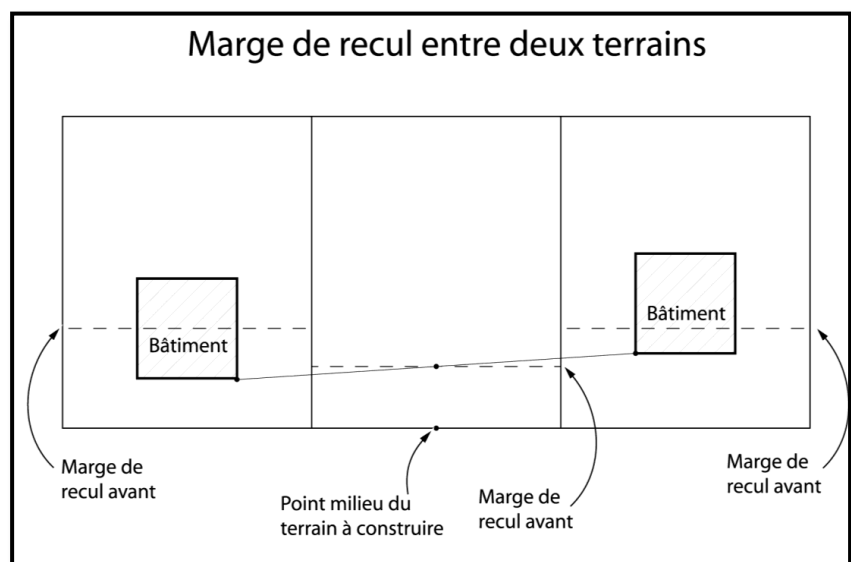 Marge de recul entre deux terrains
Bâtiment
Bâtiment
Marge de
recul avant
Point milieu du
terrain à construire
Marge de
recul avant
Marge de
recul avant